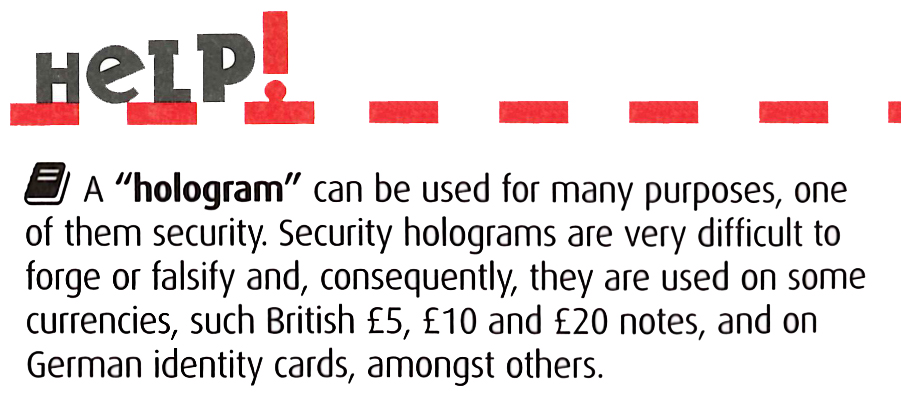 HeLP!
A “hologram” can be used for many purposes, one
of them security. Security holograms are very difficult to
forge or falsify and, consequently, they are used on some
currencies, such British £5, £10 and £20 notes, and on
German identity cards, amongst others.